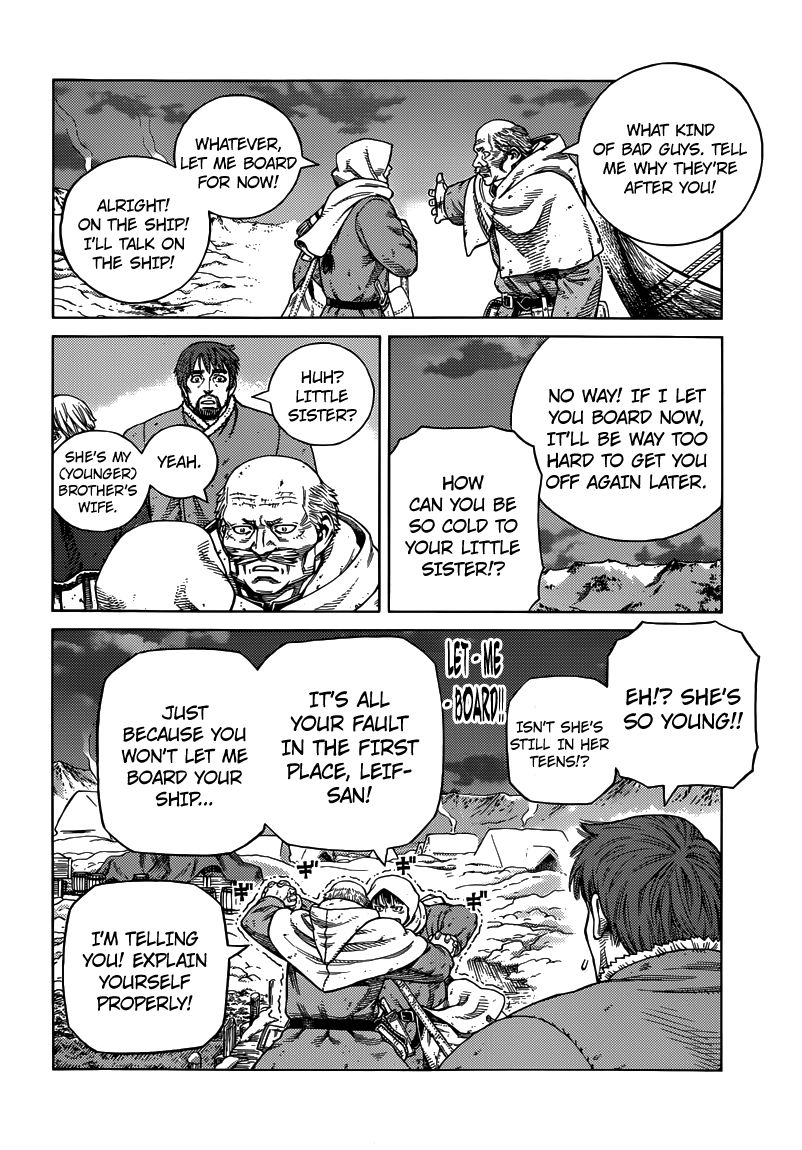 WHAT KIND
OF BAD GUYS. TELL
ME WHY THEY'RE
AFTER YOU!
WHATEVER,
LET ME BOARD
FOR NOW!
ALRIGHT!
ON THE SHIP!
I'LL TALK ON
THE SHIP!
NO WAY! IF I LET
YOU BOARD NOW,
IT'LL BE WAY TOO
HARD TO GET YOU
OFF AGAIN LATER.
HOW
CAN YOU BE
SO COLD TO
YOUR LITTLE
SISTER!?
HUH?
LITTLE
SISTER?
YEAH.
SHE'S MY
(YOUNGER)
BROTHER'S
WIFE.
EH!? SHE'S
SO YOUNG!!
ISN'T SHE'S
STILL IN HER
TEENS!?
LET - ME
- BOARD!!
IT'S ALL
YOUR FAULT
IN THE FIRST
PLACE, LEIF-
SAN!
JUST
BECAUSE YOU
WON'T LET ME
BOARD YOUR
SHIP...
ギ"
ギ"
ギ"
ギ"
I'M TELLING
YOU! EXPLAIN
YOURSELF
PROPERLY!